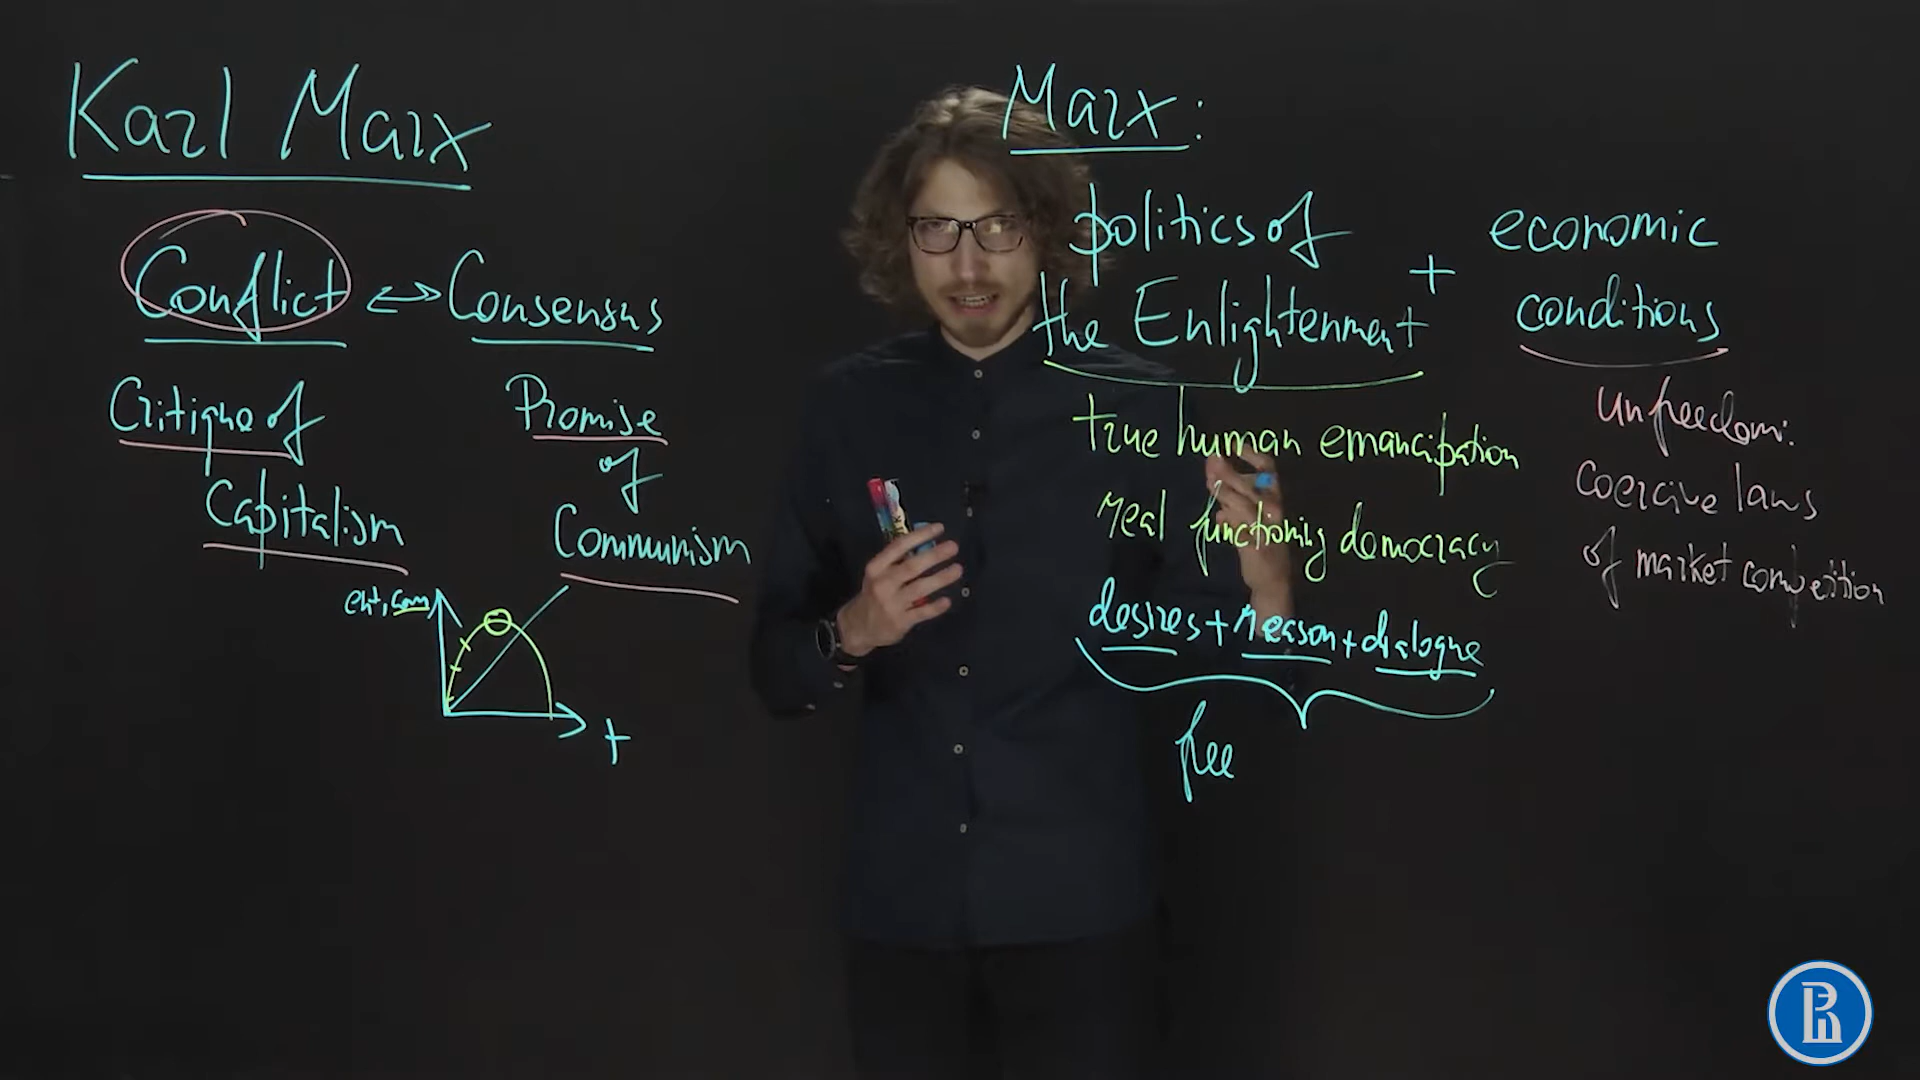 Karl Marx
Conflict ↔ Consensus
Critique of
Capitalism
Promise
of
Communism
t
Marx:
politics of
the Enlightenment
+
economic
conditions
true human emancipation
real functioning democracy
desires + reason + dialogue
free
Unfreedom:
coercive laws
of market competition